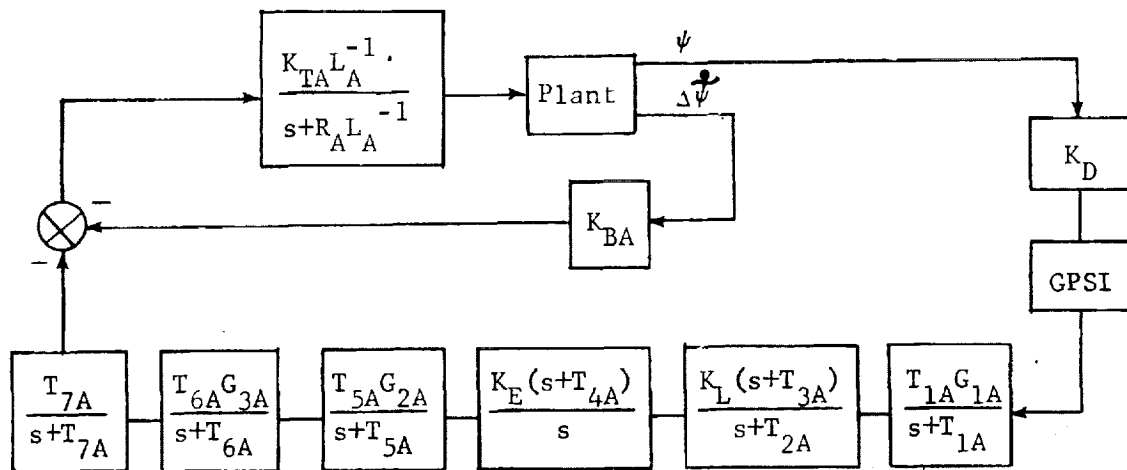 K_TA L_A^-1 .
s+R_A L_A^-1
Plant
ψ
Δψ̇
K_D
K_BA
GPSI
−
−
T_7A
s+T_7A
T_6A G_3A
s+T_6A
T_5A G_2A
s+T_5A
K_E (s+T_4A)
s
K_L (s+T_3A)
s+T_2A
T_1A G_1A
s+T_1A